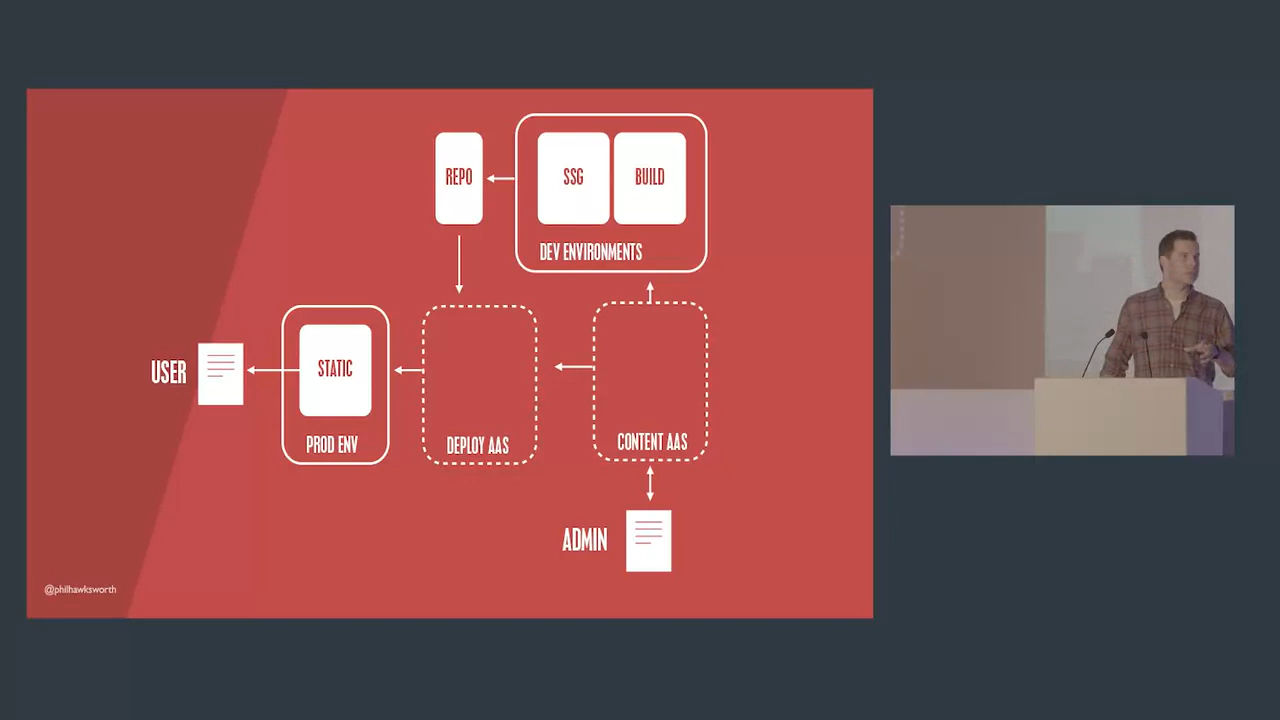 REPO
SSG
BUILD
DEV ENVIRONMENTS
USER
STATIC
PROD ENV
DEPLOY AAS
CONTENT AAS
ADMIN
@philhawksworth